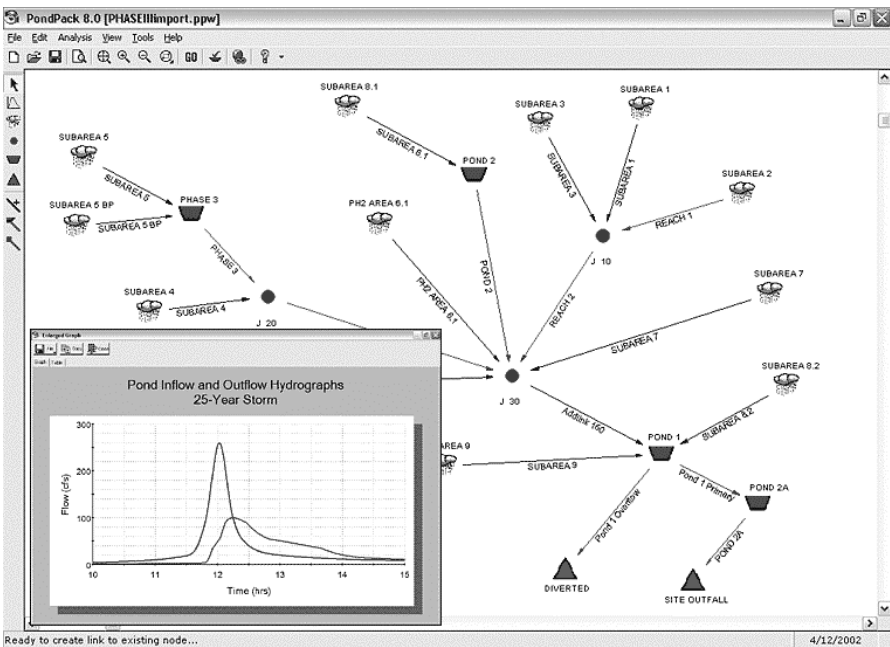 PondPack 8.0 [PHASEIIIimport.ppw]
File Edit Analysis View Tools Help
GO
SUBAREA 8.1
SUBAREA 3
SUBAREA 1
SUBAREA 5
SUBAREA 6.1
POND 2
SUBAREA 3
SUBAREA 1
SUBAREA 2
SUBAREA 5
PHASE 3
PH2 AREA 6.1
REACH 1
SUBAREA 5 BP
SUBAREA 5 BP
J 10
PHASE 3
PH2 AREA 6.1
POND 2
REACH 2
SUBAREA 7
SUBAREA 4
SUBAREA 4
J 20
SUBAREA 7
J 30
SUBAREA 8.2
Addlink 160
SUBAREA 8.2
POND 1
SUBAREA 9
Pond 1 Primary
POND 2A
Pond 1 Overflow
POND 2A
DIVERTED
SITE OUTFALL
Enlarged Graph
Graph Table
Pond Inflow and Outflow Hydrographs
25-Year Storm
300
200
100
0
Flow (cfs)
10 11 12 13 14 15
Time (hrs)
Ready to create link to existing node... 4/12/2002